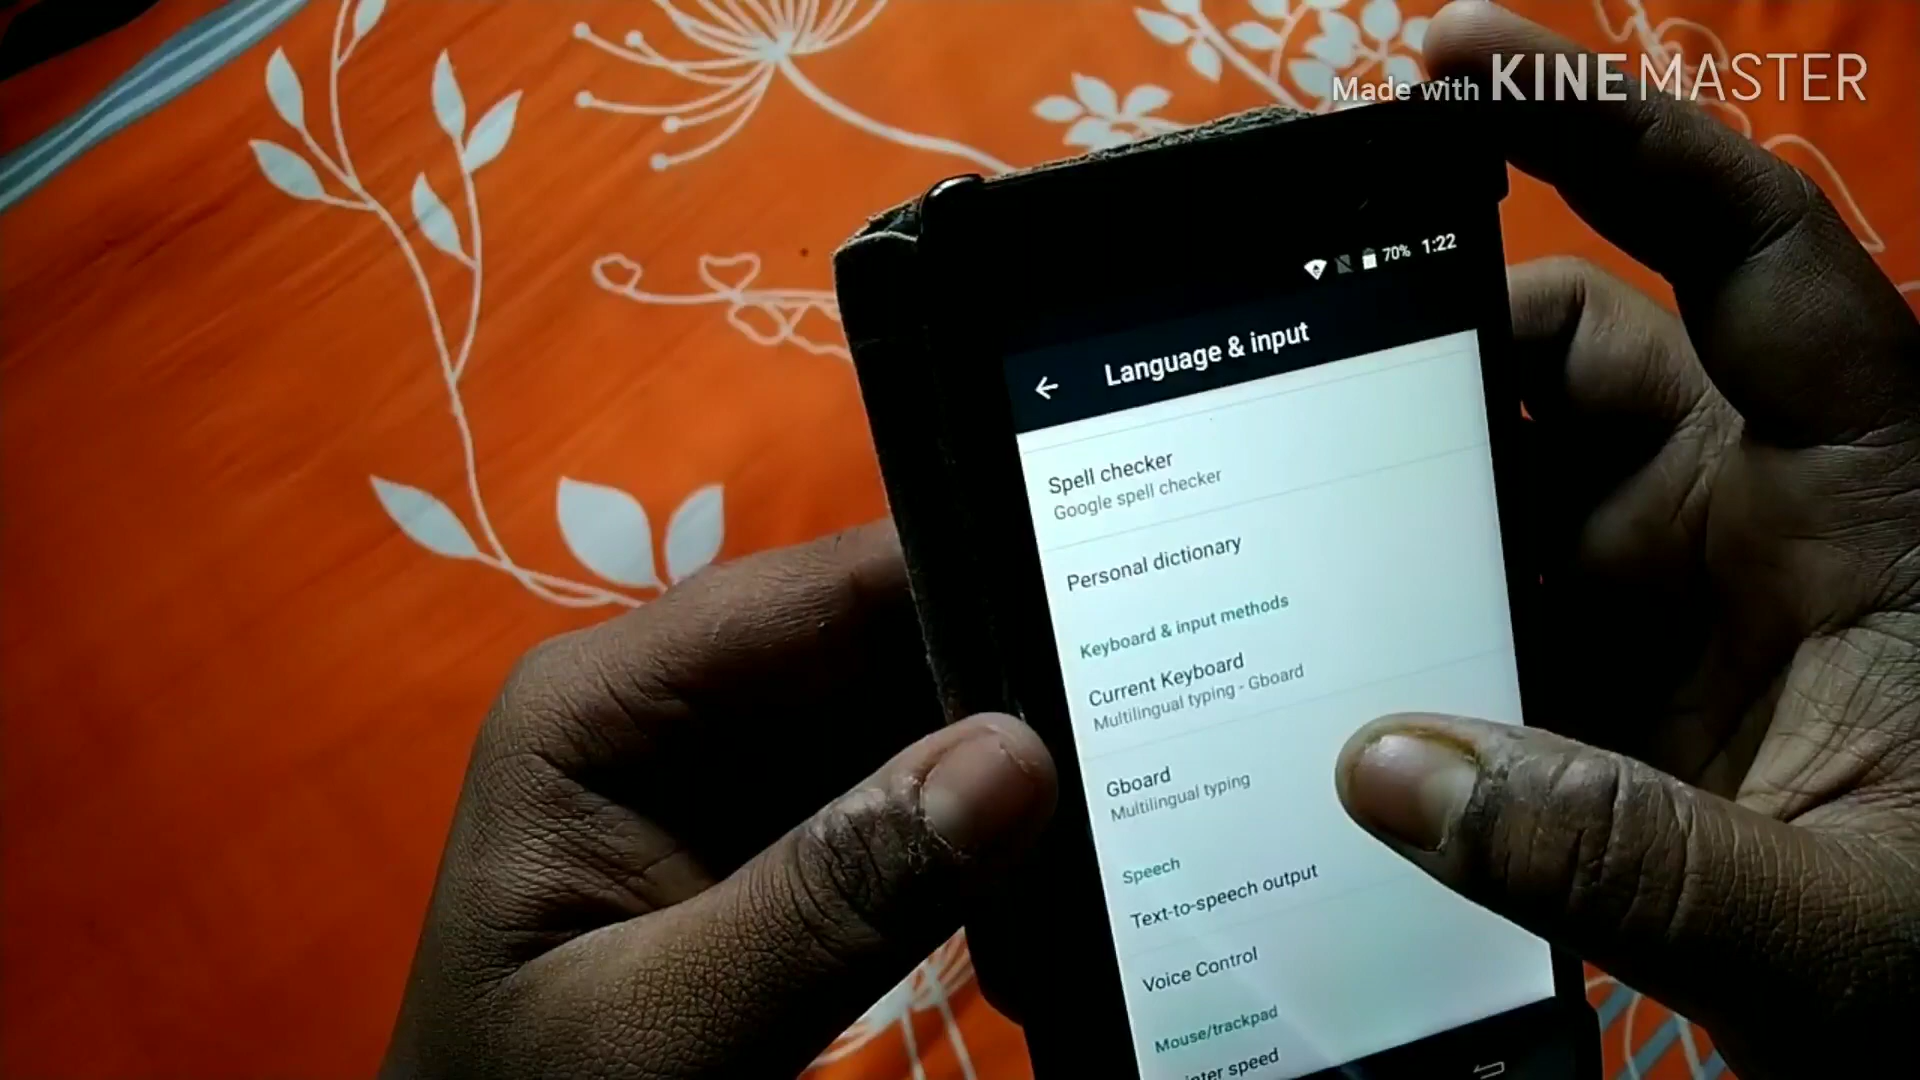 Made with KINEMASTER
70% 1:22
Language & input
Spell checker
Google spell checker
Personal dictionary
Keyboard & input methods
Current Keyboard
Multilingual typing - Gboard
Gboard
Multilingual typing
Speech
Text-to-speech output
Voice Control
Mouse/trackpad
speed